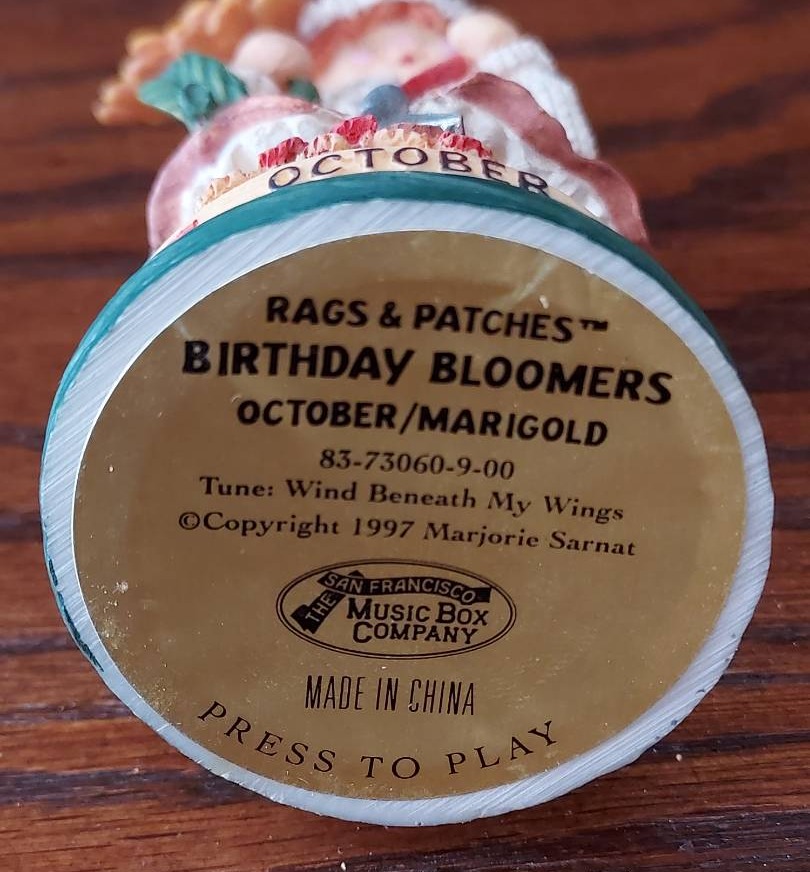 OCTOBER
RAGS & PATCHES™
BIRTHDAY BLOOMERS
OCTOBER/MARIGOLD
83-73060-9-00
Tune: Wind Beneath My Wings
©Copyright 1997 Marjorie Sarnat
THE SAN FRANCISCO
MUSIC BOX
COMPANY
MADE IN CHINA
PRESS TO PLAY